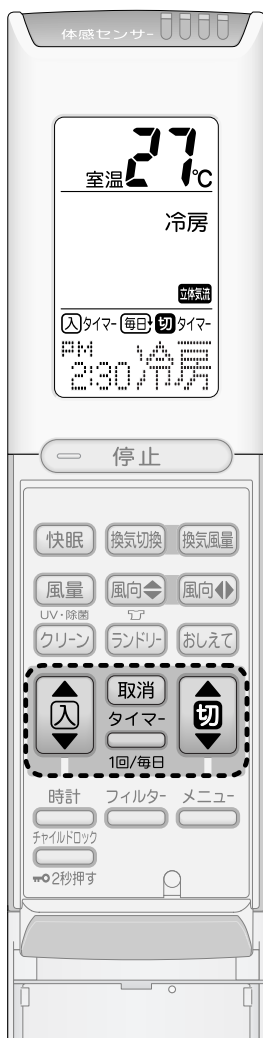 体感センサー
室温27℃
冷房
立体気流
入タイマー 毎日 切タイマー
PM
2:30冷房
停止
快眠 換気切換 換気風量
風量 風向 風向
UV・除菌
クリーン ランドリー おしえて
入 取消 切
タイマー
1回/毎日
時計 フィルター メニュー
チャイルドロック
2秒押す